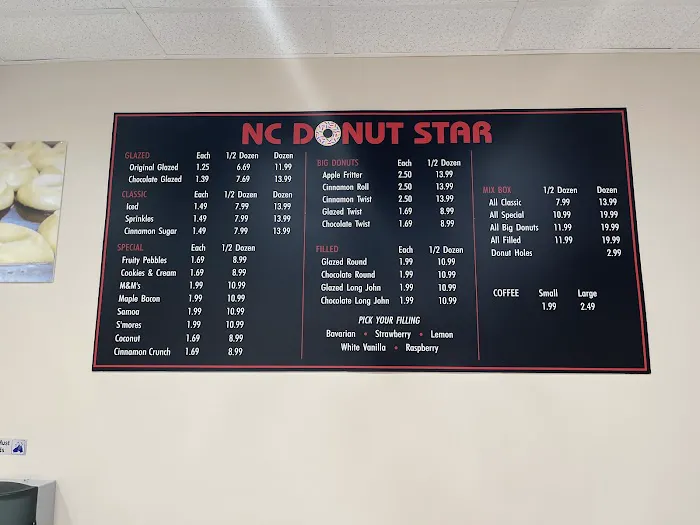 NC DONUT STAR
GLAZED Each 1/2 Dozen Dozen
Original Glazed 1.25 6.69 11.99
Chocolate Glazed 1.39 7.69 13.99
CLASSIC Each 1/2 Dozen Dozen
Iced 1.49 7.99 13.99
Sprinkles 1.49 7.99 13.99
Cinnamon Sugar 1.49 7.99 13.99
SPECIAL Each 1/2 Dozen
Fruity Pebbles 1.69 8.99
Cookies & Cream 1.69 8.99
M&M's 1.99 10.99
Maple Bacon 1.99 10.99
Samoa 1.99 10.99
S'mores 1.99 10.99
Coconut 1.69 8.99
Cinnamon Crunch 1.69 8.99
BIG DONUTS Each 1/2 Dozen
Apple Fritter 2.50 13.99
Cinnamon Roll 2.50 13.99
Cinnamon Twist 2.50 13.99
Glazed Twist 1.69 8.99
Chocolate Twist 1.69 8.99
FILLED Each 1/2 Dozen
Glazed Round 1.99 10.99
Chocolate Round 1.99 10.99
Glazed Long John 1.99 10.99
Chocolate Long John 1.99 10.99
PICK YOUR FILLING
Bavarian • Strawberry • Lemon
White Vanilla • Raspberry
MIX BOX 1/2 Dozen Dozen
All Classic 7.99 13.99
All Special 10.99 19.99
All Big Donuts 11.99 19.99
All Filled 11.99 19.99
Donut Holes 2.99
COFFEE Small Large
1.99 2.49